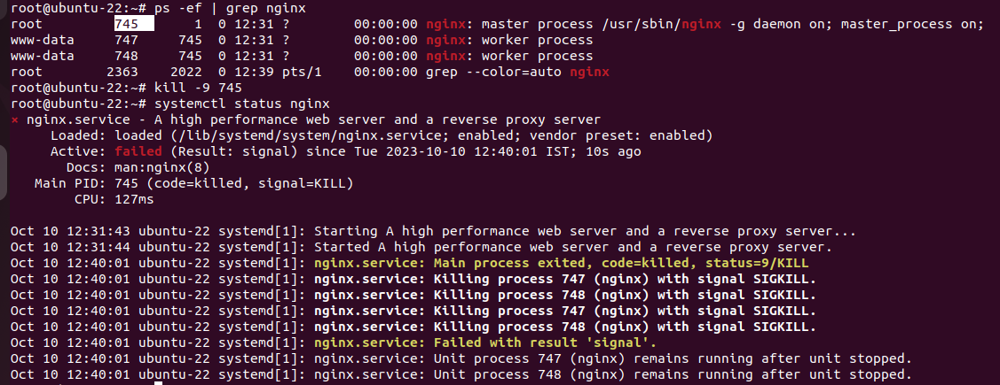 root@ubuntu-22:~# ps -ef | grep nginx
root         745       1  0 12:31 ?        00:00:00 nginx: master process /usr/sbin/nginx -g daemon on; master_process on;
www-data     747     745  0 12:31 ?        00:00:00 nginx: worker process
www-data     748     745  0 12:31 ?        00:00:00 nginx: worker process
root        2363    2022  0 12:39 pts/1    00:00:00 grep --color=auto nginx
root@ubuntu-22:~# kill -9 745
root@ubuntu-22:~# systemctl status nginx
× nginx.service - A high performance web server and a reverse proxy server
     Loaded: loaded (/lib/systemd/system/nginx.service; enabled; vendor preset: enabled)
     Active: failed (Result: signal) since Tue 2023-10-10 12:40:01 IST; 10s ago
       Docs: man:nginx(8)
   Main PID: 745 (code=killed, signal=KILL)
        CPU: 127ms
Oct 10 12:31:43 ubuntu-22 systemd[1]: Starting A high performance web server and a reverse proxy server...
Oct 10 12:31:44 ubuntu-22 systemd[1]: Started A high performance web server and a reverse proxy server.
Oct 10 12:40:01 ubuntu-22 systemd[1]: nginx.service: Main process exited, code=killed, status=9/KILL
Oct 10 12:40:01 ubuntu-22 systemd[1]: nginx.service: Killing process 747 (nginx) with signal SIGKILL.
Oct 10 12:40:01 ubuntu-22 systemd[1]: nginx.service: Killing process 748 (nginx) with signal SIGKILL.
Oct 10 12:40:01 ubuntu-22 systemd[1]: nginx.service: Killing process 747 (nginx) with signal SIGKILL.
Oct 10 12:40:01 ubuntu-22 systemd[1]: nginx.service: Killing process 748 (nginx) with signal SIGKILL.
Oct 10 12:40:01 ubuntu-22 systemd[1]: nginx.service: Failed with result 'signal'.
Oct 10 12:40:01 ubuntu-22 systemd[1]: nginx.service: Unit process 747 (nginx) remains running after unit stopped.
Oct 10 12:40:01 ubuntu-22 systemd[1]: nginx.service: Unit process 748 (nginx) remains running after unit stopped.